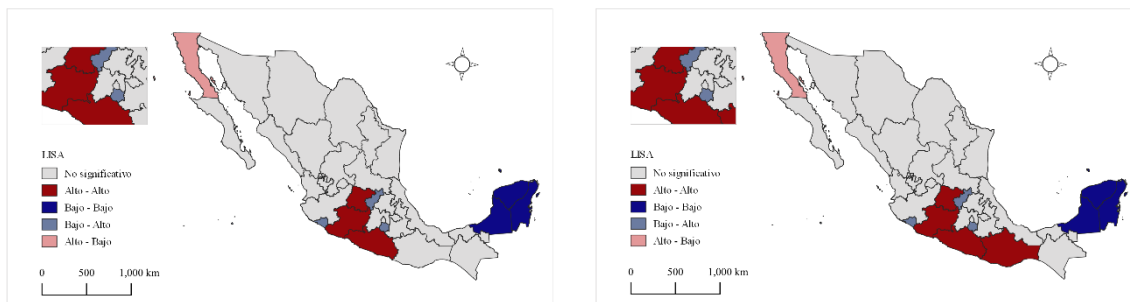 LISA
No significativo
Alto - Alto
Bajo - Bajo
Bajo - Alto
Alto - Bajo
0 500 1,000 km
LISA
No significativo
Alto - Alto
Bajo - Bajo
Bajo - Alto
Alto - Bajo
0 500 1,000 km